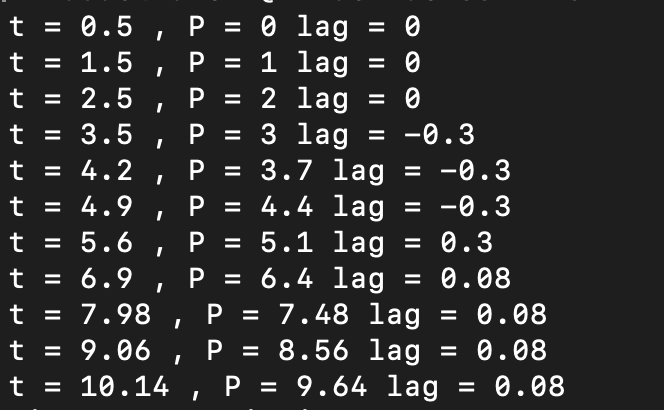 t = 0.5 , P = 0 lag = 0
t = 1.5 , P = 1 lag = 0
t = 2.5 , P = 2 lag = 0
t = 3.5 , P = 3 lag = -0.3
t = 4.2 , P = 3.7 lag = -0.3
t = 4.9 , P = 4.4 lag = -0.3
t = 5.6 , P = 5.1 lag = 0.3
t = 6.9 , P = 6.4 lag = 0.08
t = 7.98 , P = 7.48 lag = 0.08
t = 9.06 , P = 8.56 lag = 0.08
t = 10.14 , P = 9.64 lag = 0.08